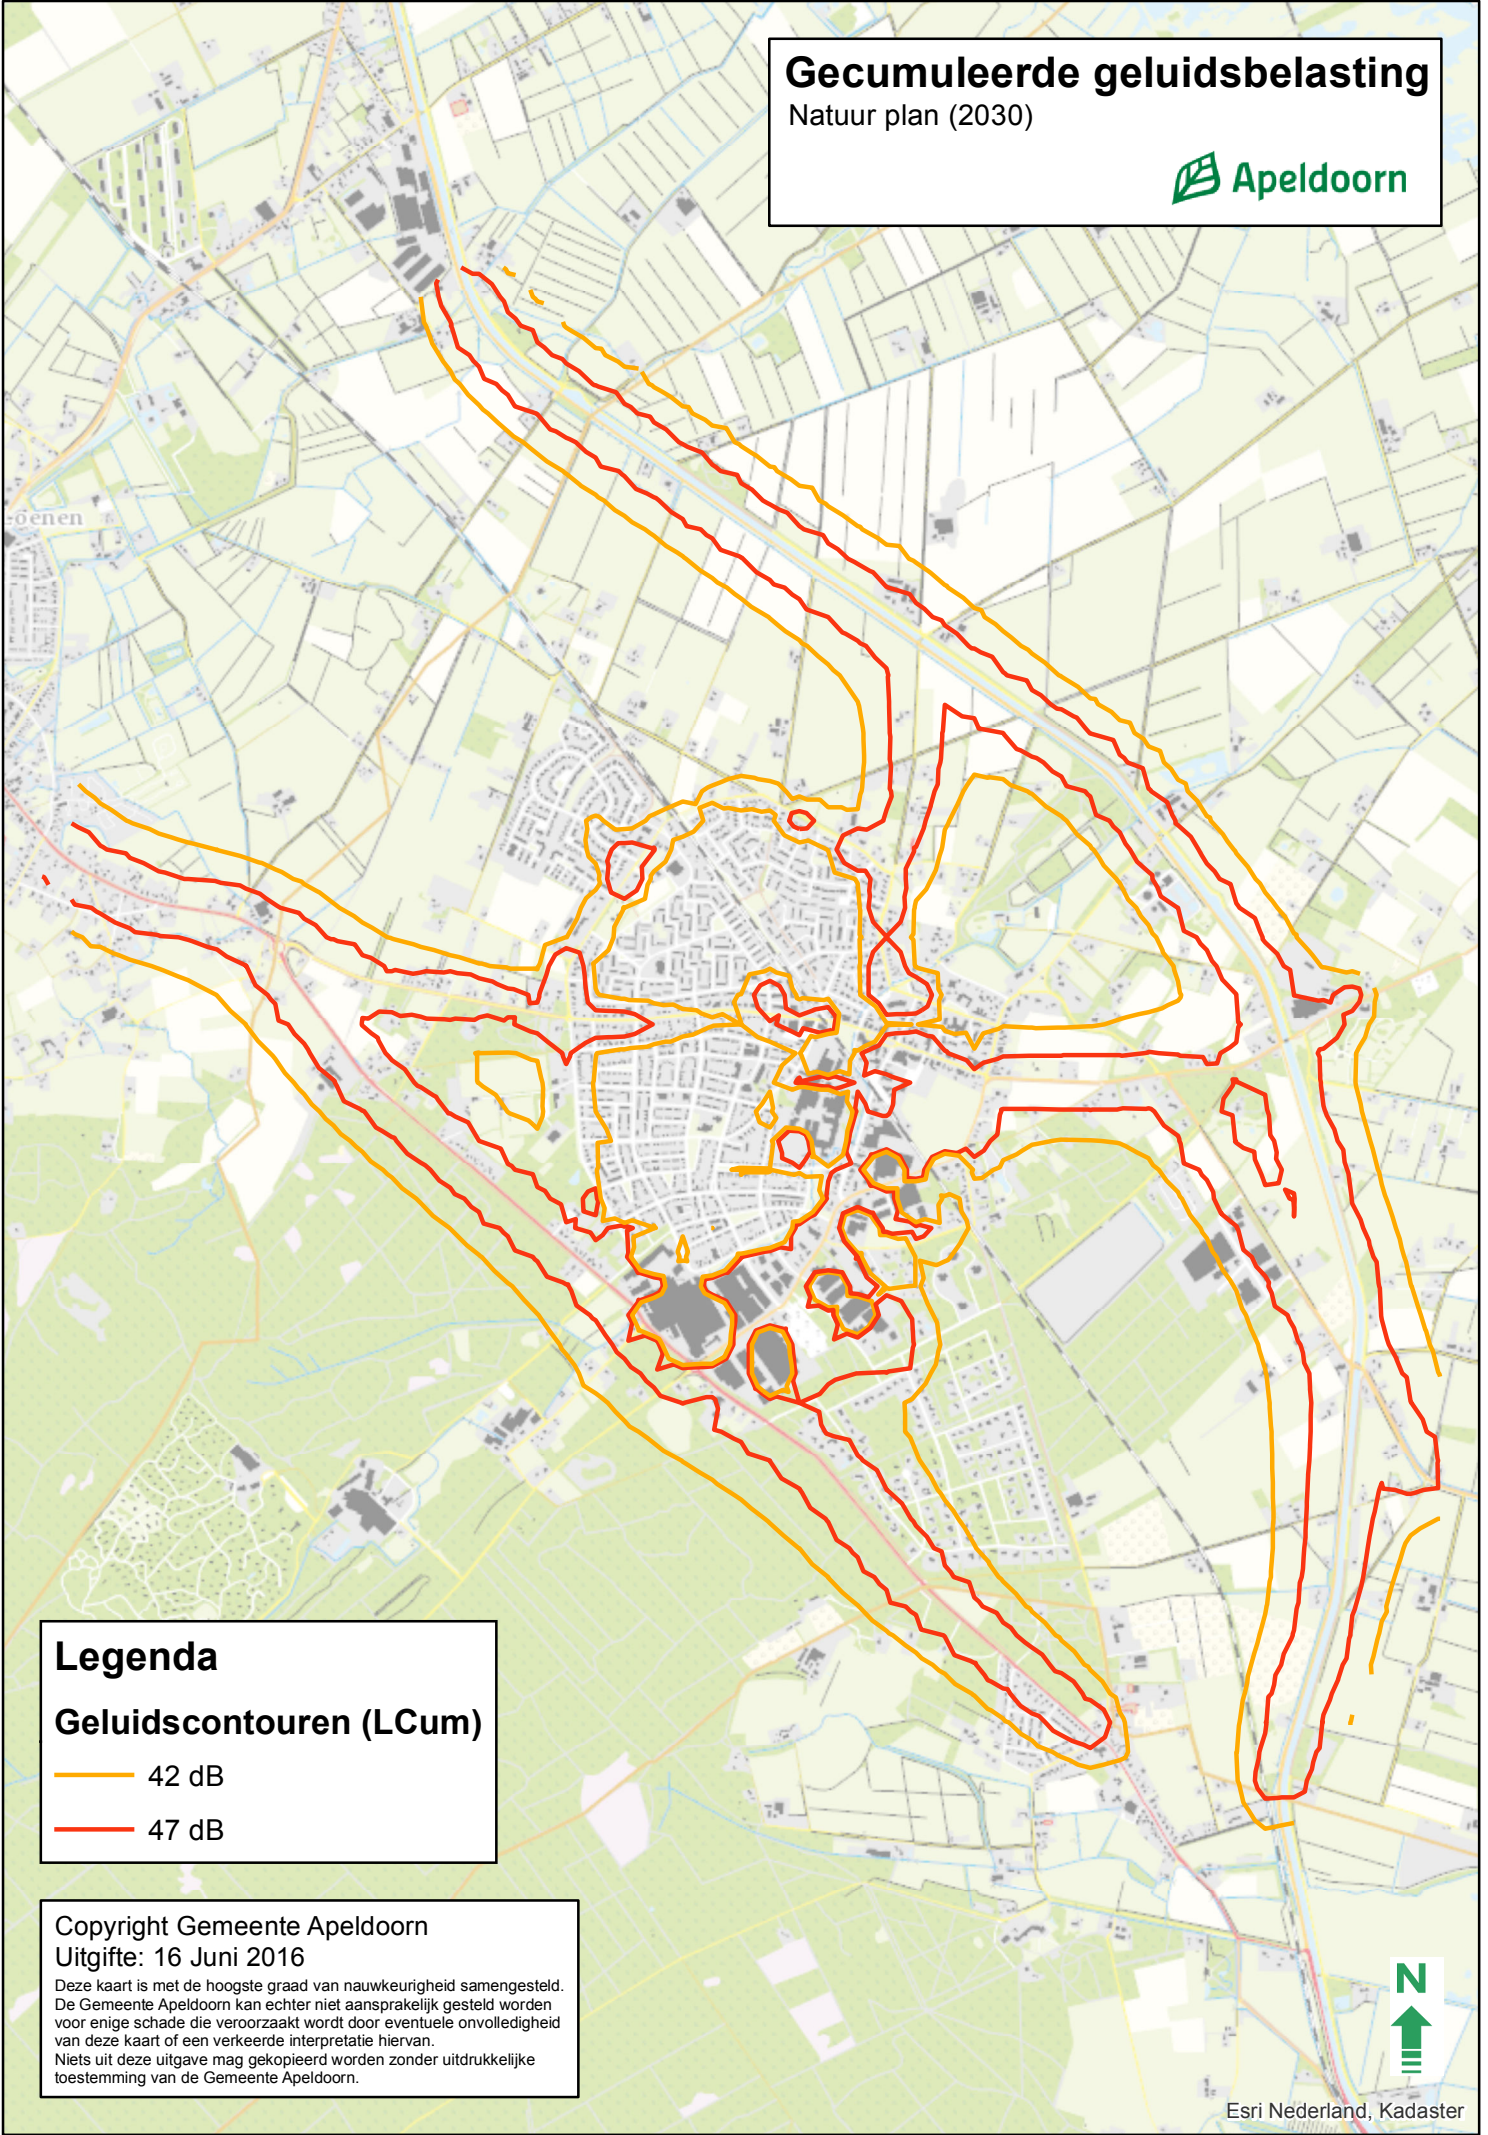 Gecumuleerde geluidsbelasting
Natuur plan (2030)
Apeldoorn
oenen
Legenda
Geluidscontouren (LCum)
42 dB
47 dB
Copyright Gemeente Apeldoorn
Uitgifte: 16 Juni 2016
Deze kaart is met de hoogste graad van nauwkeurigheid samengesteld.
De Gemeente Apeldoorn kan echter niet aansprakelijk gesteld worden
voor enige schade die veroorzaakt wordt door eventuele onvolledigheid
van deze kaart of een verkeerde interpretatie hiervan.
Niets uit deze uitgave mag gekopieerd worden zonder uitdrukkelijke
toestemming van de Gemeente Apeldoorn.
N
Esri Nederland, Kadaster